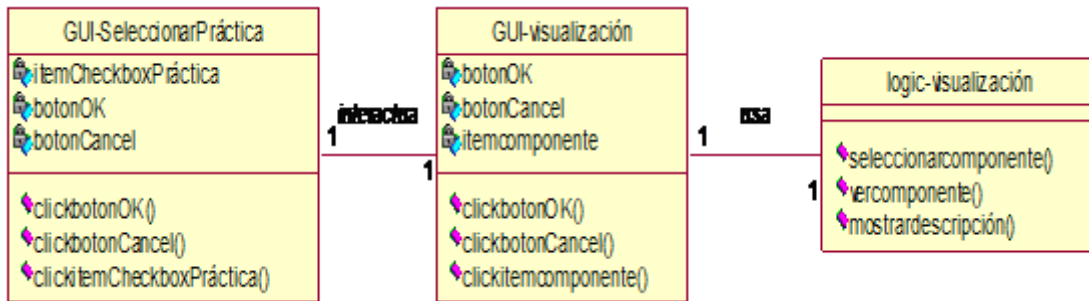 GUI-SeleccionarPráctica
itemCheckboxPráctica
botonOK
botonCancel
clickbotonOK()
clickbotonCancel()
clickitemCheckboxPráctica()
interactua
1
1
GUI-visualización
botonOK
botonCancel
itemcomponente
clickbotonOK()
clickbotonCancel()
clickitemcomponente()
usa
1
1
logic-visualización
seleccionarcomponente()
vercomponente()
mostrardescripción()